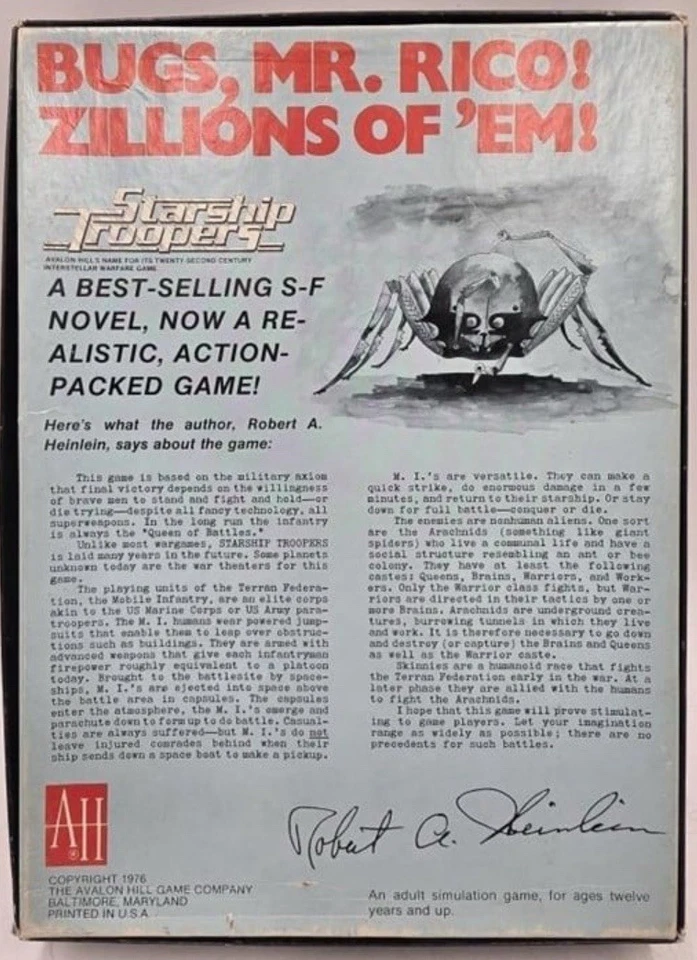 BUGS, MR. RICO!
ZILLIONS OF 'EM!
Starship
Troopers
AVALON HILL'S NAME FOR ITS TWENTY-SECOND CENTURY
INTERSTELLAR WARFARE GAME
A BEST-SELLING S-F
NOVEL, NOW A RE-
ALISTIC, ACTION-
PACKED GAME!
Here's what the author, Robert A.
Heinlein, says about the game:
This game is based on the military axiom
that final victory depends on the willingness
of brave men to stand and fight and hold—or
die trying—despite all fancy technology, all
superweapons. In the long run the infantry
is always the "Queen of Battles."
Unlike most wargames, STARSHIP TROOPERS
is laid many years in the future. Some planets
unknown today are the war theaters for this
game.
The playing units of the Terran Federa-
tion, the Mobile Infantry, are an elite corps
akin to the US Marine Corps or US Army para-
troopers. The M. I. humans wear powered jump-
suits that enable them to leap over obstruc-
tions such as buildings. They are armed with
advanced weapons that give each infantryman
firepower roughly equivalent to a platoon
today. Brought to the battlesite by space-
ships, M. I.'s are ejected into space above
the battle area in capsules. The capsules
enter the atmosphere, the M. I.'s emerge and
parachute down to form up to do battle. Casual-
ties are always suffered—but M. I.'s do not
leave injured comrades behind when their
ship sends down a space boat to make a pickup.
M. I.'s are versatile. They can make a
quick strike, do enormous damage in a few
minutes, and return to their starship. Or stay
down for full battle—conquer or die.
The enemies are nonhuman aliens. One sort
are the Arachnids (something like giant
spiders) who live a communal life and have a
social structure resembling an ant or bee
colony. They have at least the following
castes: Queens, Brains, Warriors, and Work-
ers. Only the Warrior class fights, but War-
riors are directed in their tactics by one or
more Brains. Arachnids are underground crea-
tures, burrowing tunnels in which they live
and work. It is therefore necessary to go down
and destroy (or capture) the Brains and Queens
as well as the Warrior caste.
Skinnies are a humanoid race that fights
the Terran Federation early in the war. At a
later phase they are allied with the humans
to fight the Arachnids.
I hope that this game will prove stimulat-
ing to game players. Let your imagination
range as widely as possible; there are no
precedents for such battles.
Robert A. Heinlein
AH
®
COPYRIGHT 1976
THE AVALON HILL GAME COMPANY
BALTIMORE, MARYLAND
PRINTED IN U.S.A.
An adult simulation game, for ages twelve
years and up.